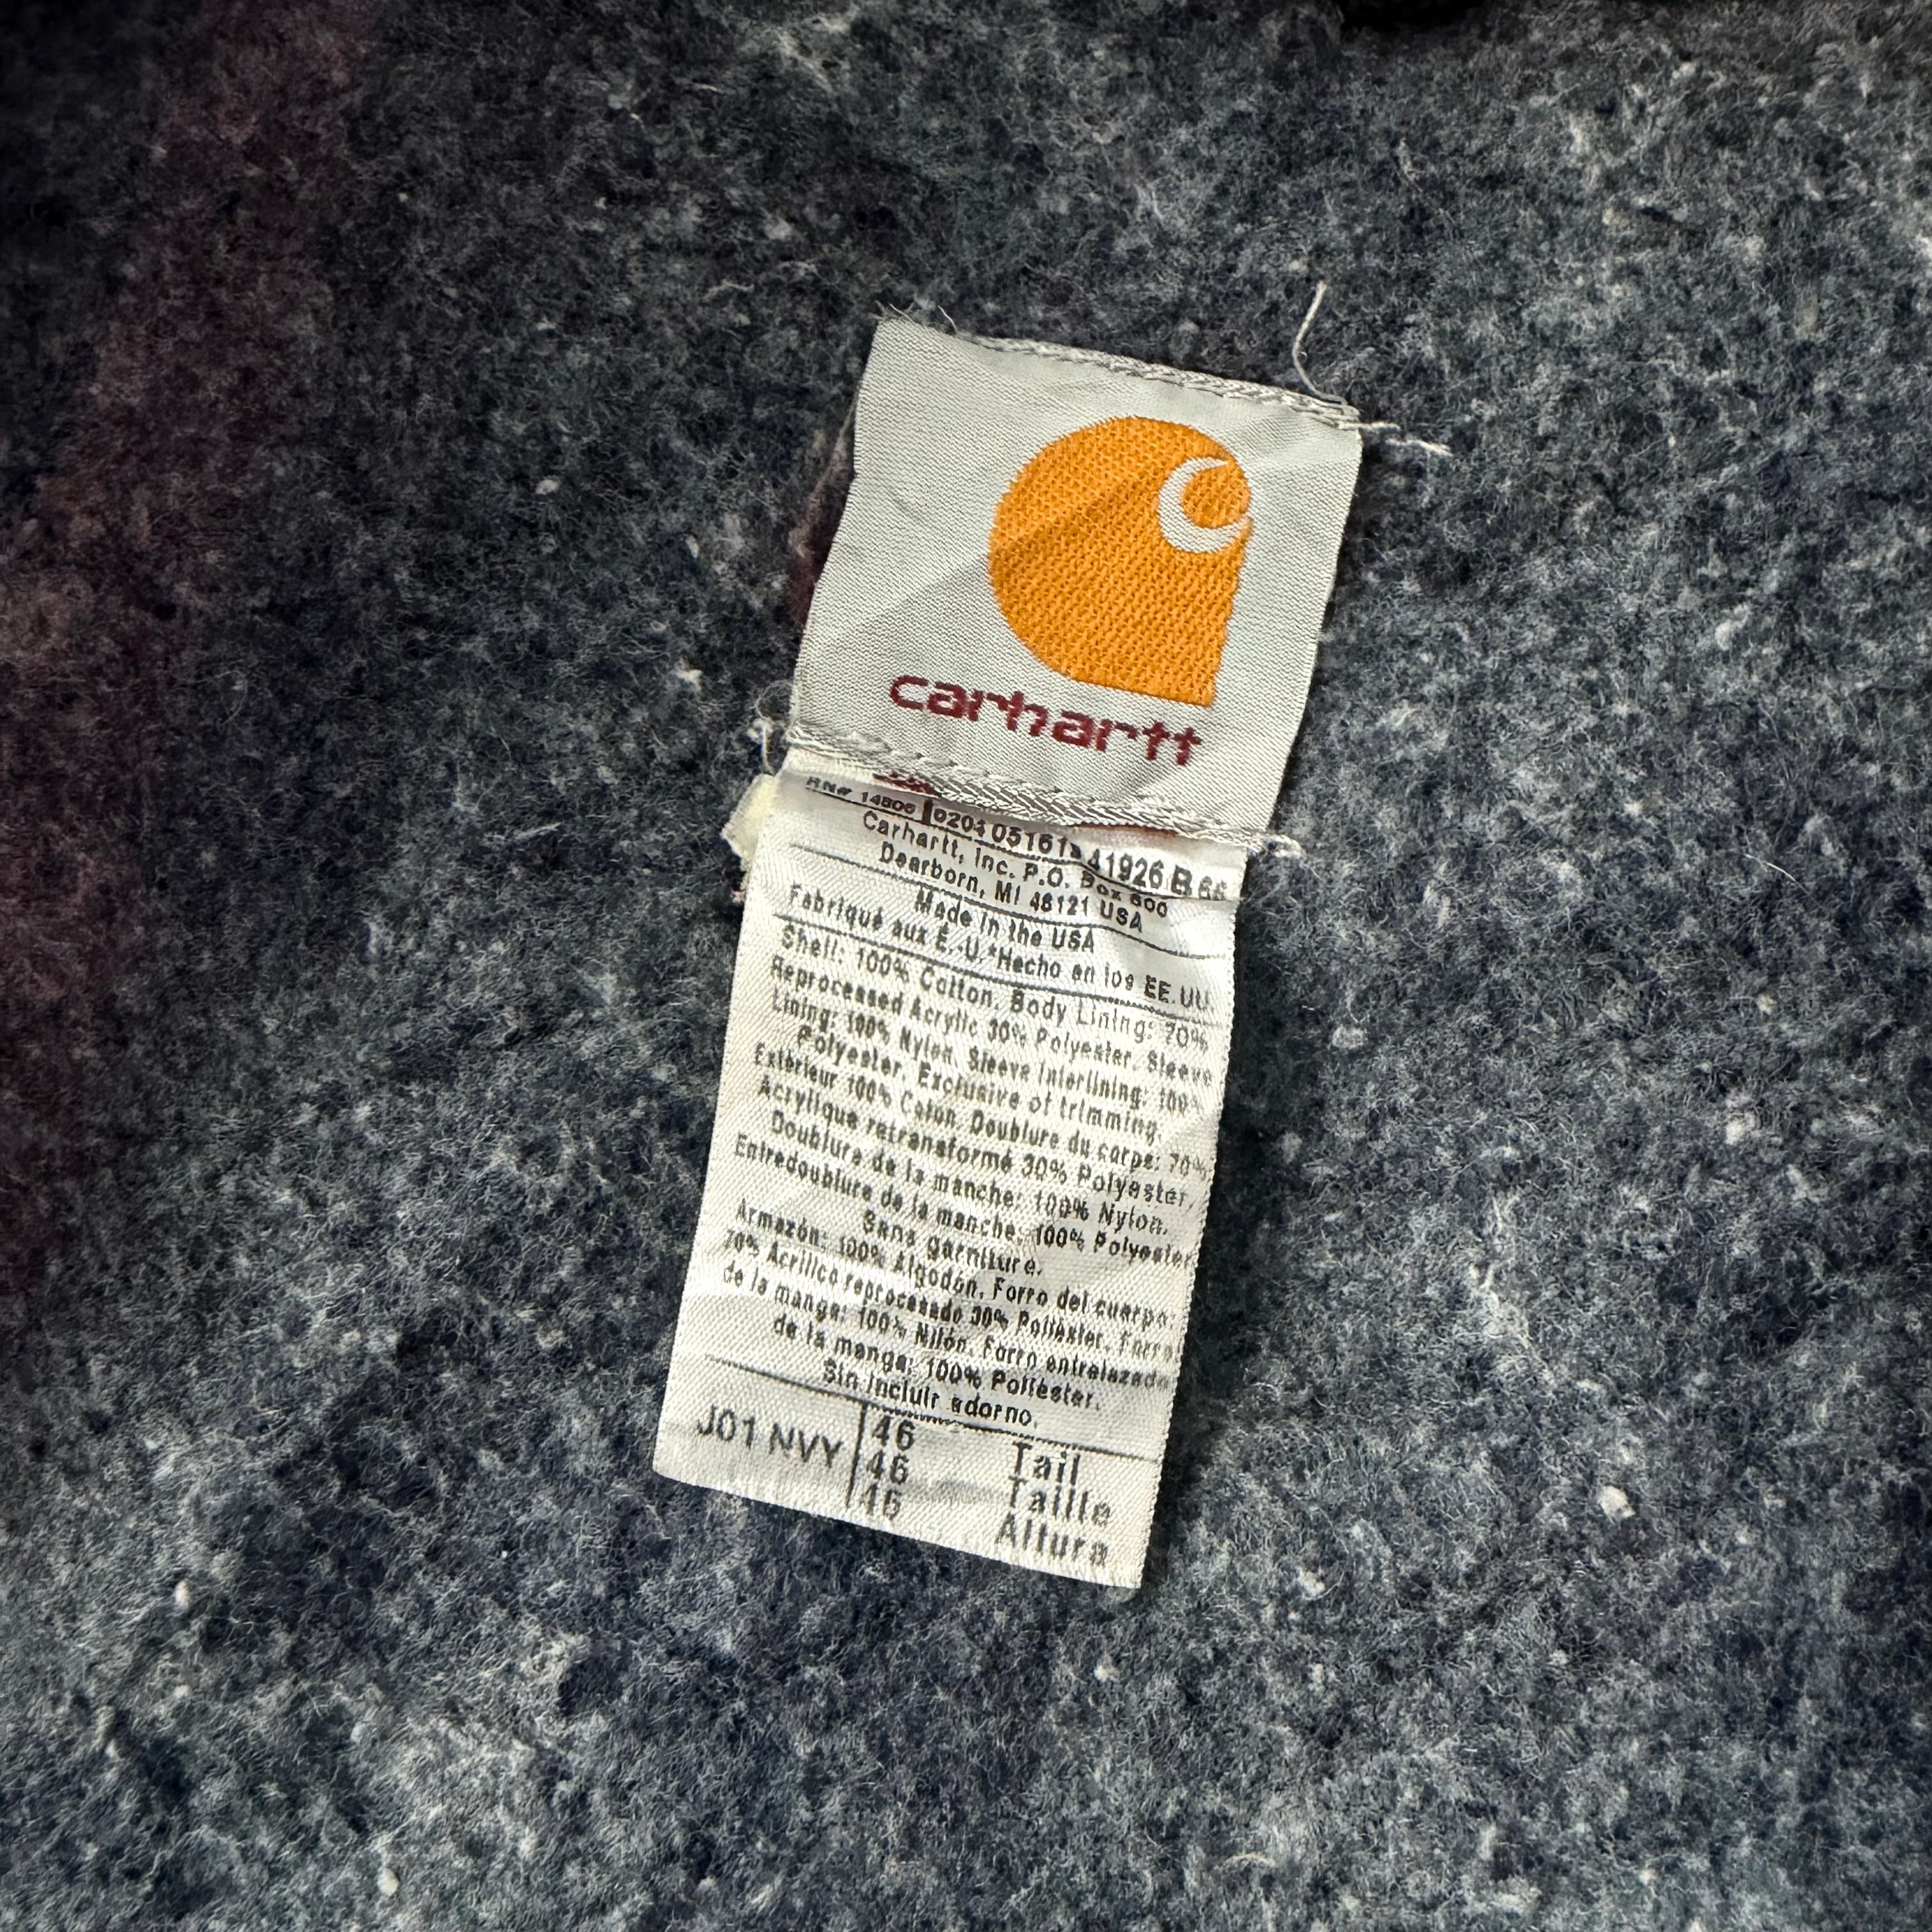 carhartt
RN# 14806 0204 05161 41926 B
Carhartt, Inc. P.O. Box 600
Dearborn, MI 48121 USA
Made in the USA
Fabriqué aux É.-U.*Hecho en los EE.UU.
Shell: 100% Cotton. Body Lining: 70%
Reprocessed Acrylic 30% Polyester. Sleeve
Lining: 100% Nylon. Sleeve Interlining: 100%
Polyester. Exclusive of trimming.
Extérieur 100% Coton. Doublure du corps: 70%
Acrylique retransformé 30% Polyester,
Doublure de la manche: 100% Nylon.
Entredoublure de la manche: 100% Polyester
Sans garniture.
Armazón: 100% Algodón. Forro del cuerpo:
70% Acrílico reprocesado 30% Poliéster. Forro
de la manga: 100% Nilón. Forro entrelazado
de la manga: 100% Poliéster.
Sin incluir adorno.
J01 NVY 46 Tall
46 Taille
46 Altura